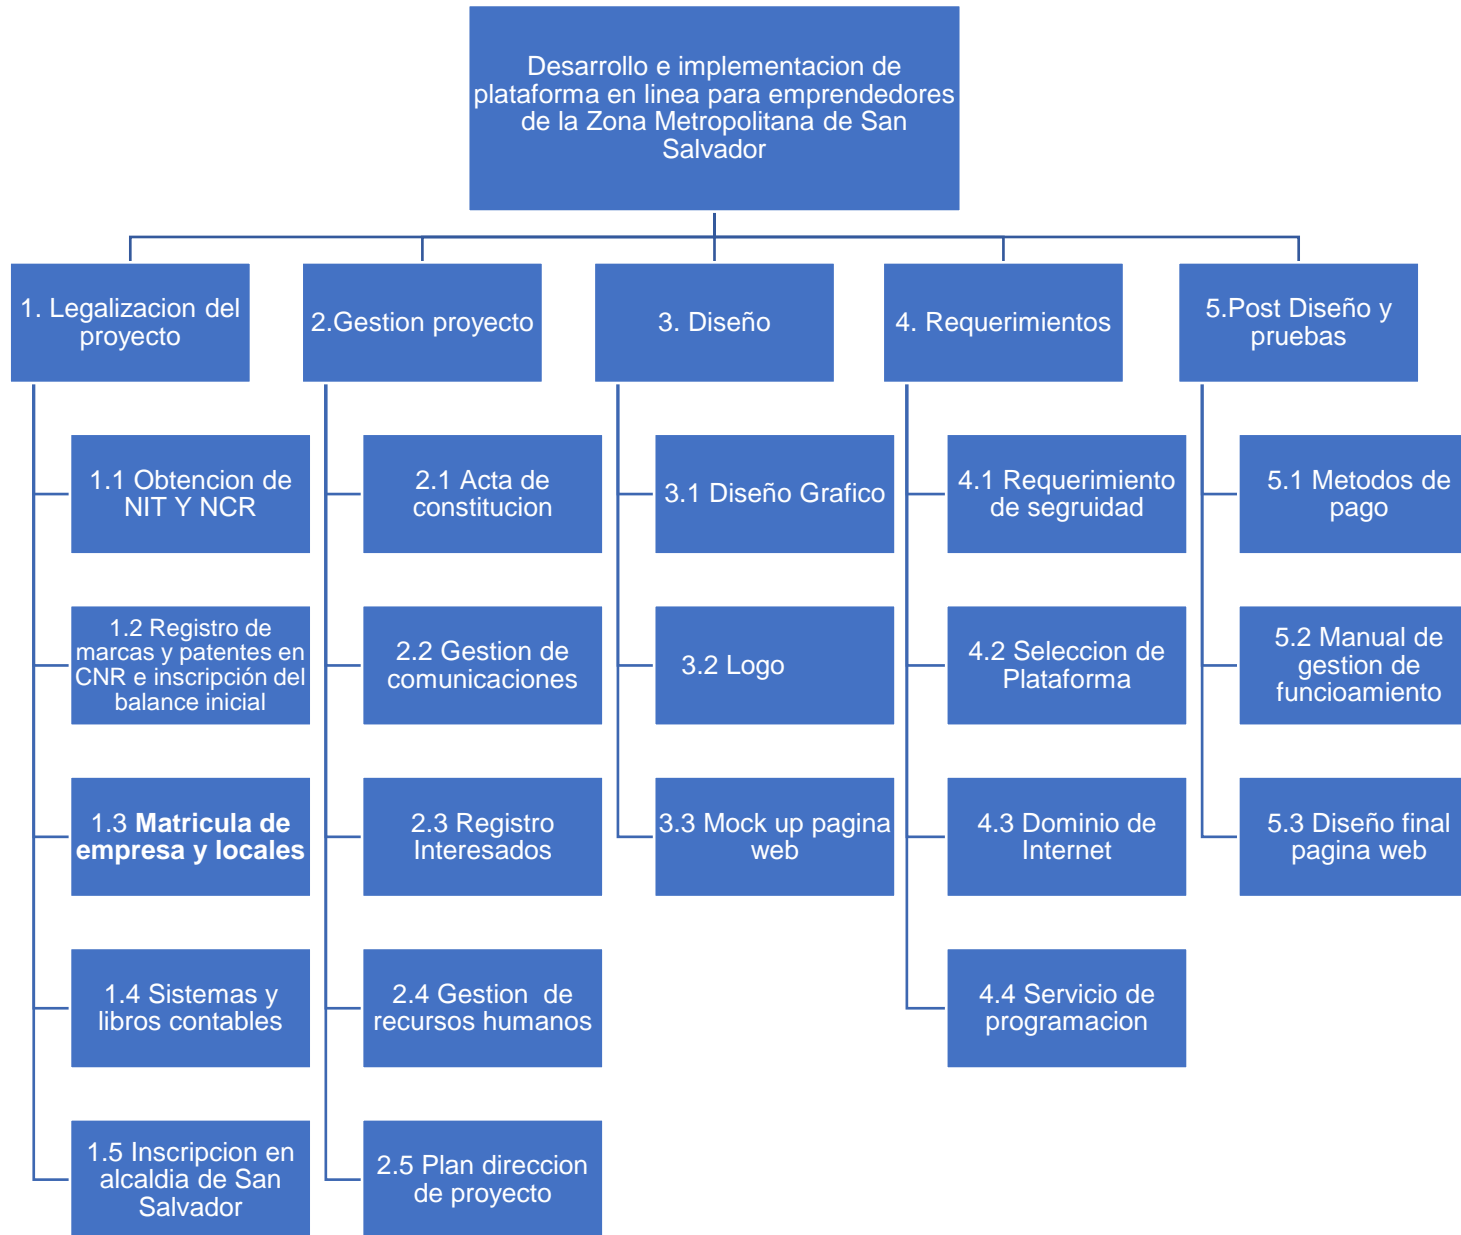 Desarrollo e implementacion de
plataforma en linea para emprendedores
de la Zona Metropolitana de San
Salvador
1. Legalizacion del
proyecto
2.Gestion proyecto
3. Diseño
4. Requerimientos
5.Post Diseño y
pruebas
1.1 Obtencion de
NIT Y NCR
2.1 Acta de
constitucion
3.1 Diseño Grafico
4.1 Requerimiento
de segruidad
5.1 Metodos de
pago
1.2 Registro de
marcas y patentes en
CNR e inscripción del
balance inicial
2.2 Gestion de
comunicaciones
3.2 Logo
4.2 Seleccion de
Plataforma
5.2 Manual de
gestion de
funcioamiento
1.3 Matricula de
empresa y locales
2.3 Registro
Interesados
3.3 Mock up pagina
web
4.3 Dominio de
Internet
5.3 Diseño final
pagina web
1.4 Sistemas y
libros contables
2.4 Gestion  de
recursos humanos
4.4 Servicio de
programacion
1.5 Inscripcion en
alcaldia de San
Salvador
2.5 Plan direccion
de proyecto